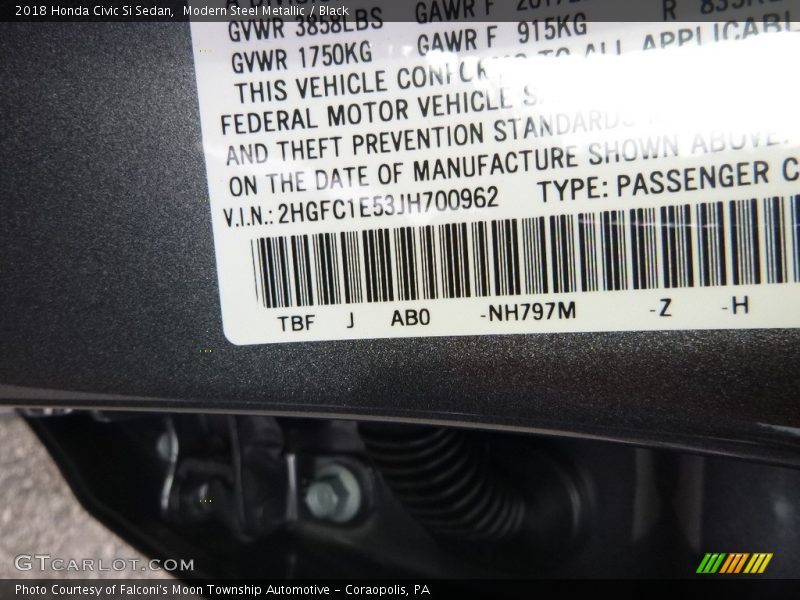 2018 Honda Civic Si Sedan, Modern Steel Metallic / Black
GVWR 3858LBS GAWR F
GVWR 1750KG GAWR F 915KG R
THIS VEHICLE TO ALL
FEDERAL MOTOR VEHICLE
AND THEFT PREVENTION STANDARDS
ON THE DATE OF MANUFACTURE SHOWN ABOVE.
V.I.N.: 2HGFC1E53JH700962 TYPE: PASSENGER C
TBF J AB0 -NH797M -Z -H
GTCARLOT.COM
Photo Courtesy of Falconi's Moon Township Automotive - Coraopolis, PA